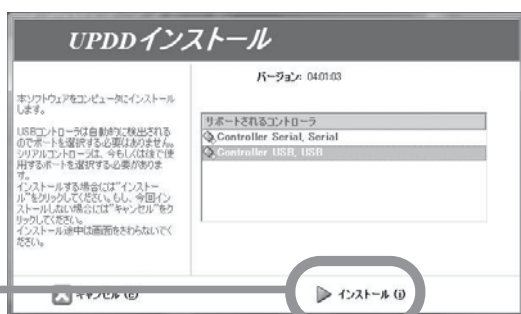 UPDDインストール
バージョン: 04.01.03
本ソフトウェアをコンピュータにインストール
します。
USBコントローラは自動的に検出される
のでポートを選択する必要はありません。
シリアルコントローラは、今もしくは後で使
用するポートを選択する必要がありま
す。
インストールする場合には"インストー
ル"をクリックしてください。もし、今回イン
ストールしない場合には"キャンセル"をク
リックしてください。
インストール途中は画面をさわらないでく
ださい。
サポートされるコントローラ
Controller Serial, Serial
Controller USB, USB
キャンセル (C)
インストール (I)